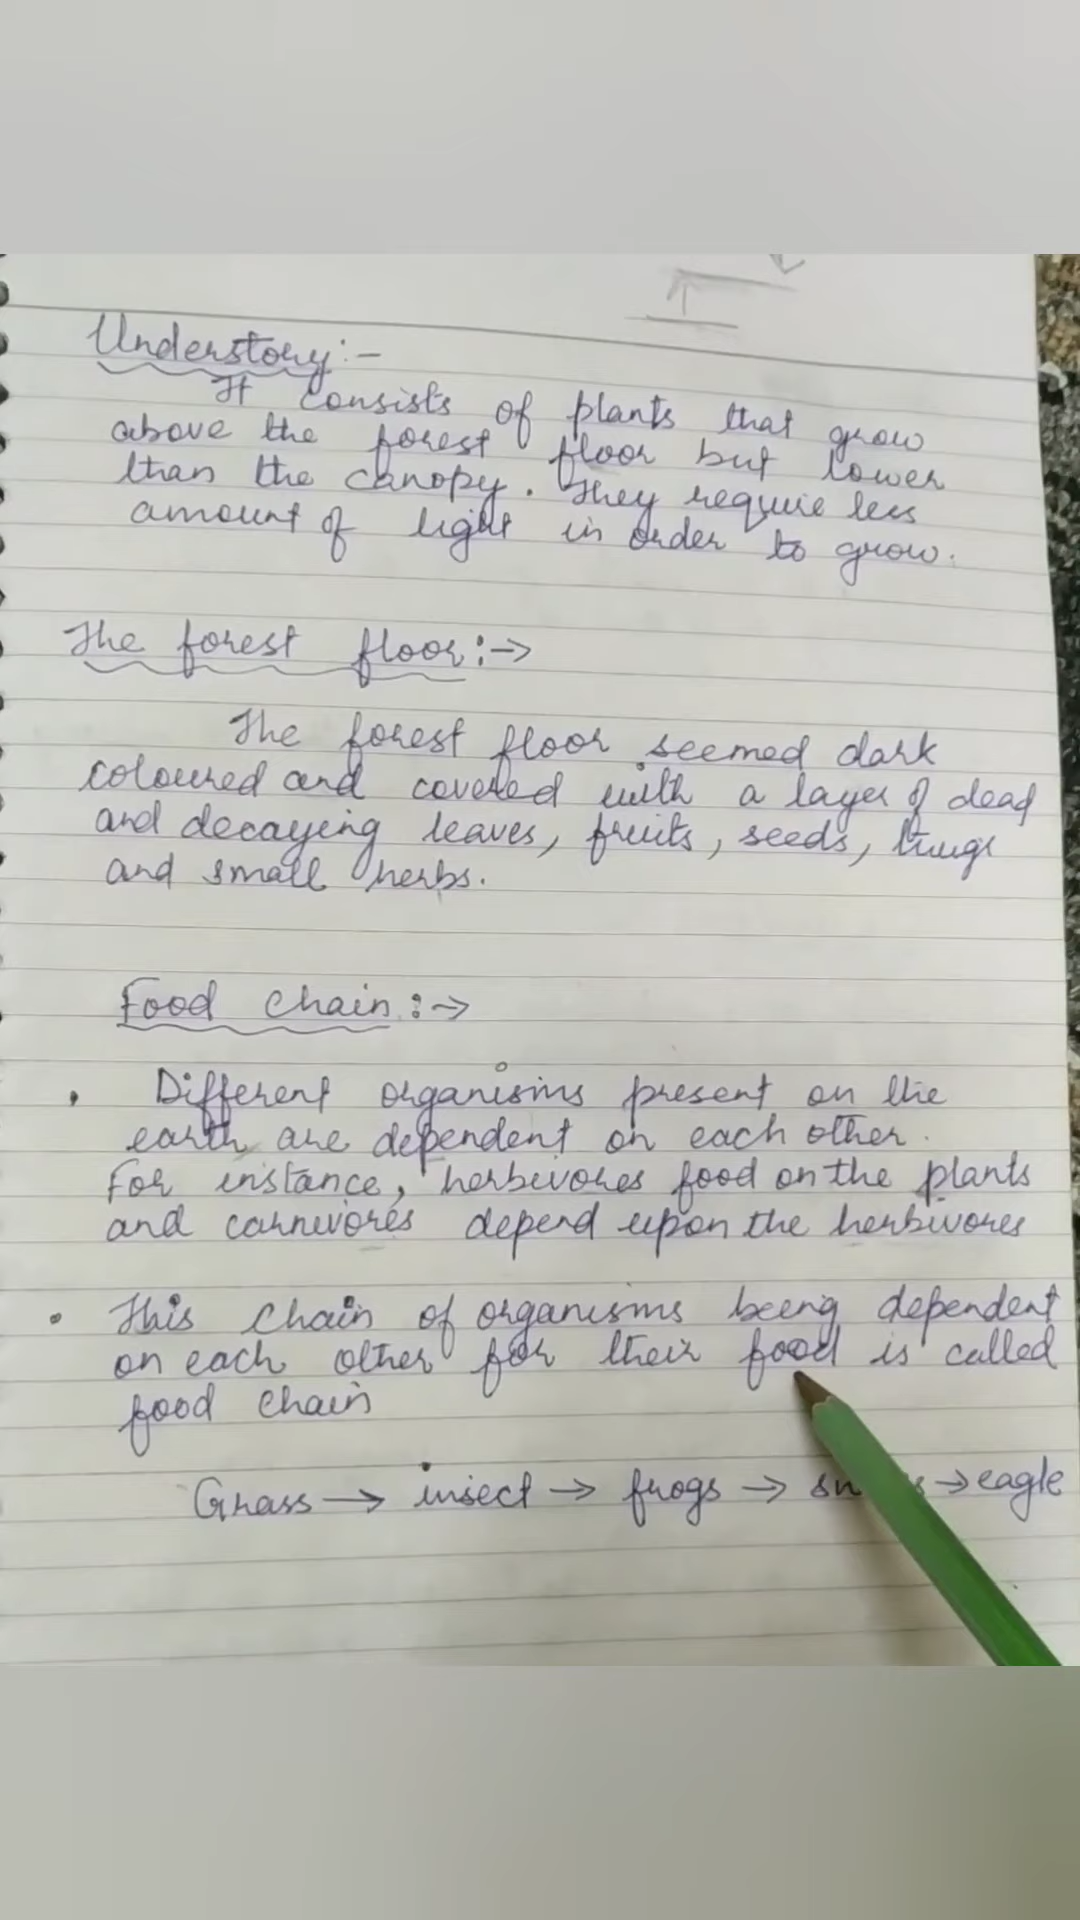 Understory:-
It consists of plants that grow
above the forest floor but lower
than the canopy. They require less
amount of light in order to grow.
The forest floor:→
The forest floor seemed dark
coloured and covered with a layer of dead
and decaying leaves, fruits, seeds,
and small herbs.
Food chain:→
• Different organisms present on the
earth are dependent on each other.
For instance, herbivores food on the plants
and carnivores depend upon the herbivores
• This chain of organisms being dependent
on each other for their food is called
food chain
Grass → insect → frogs → → eagle